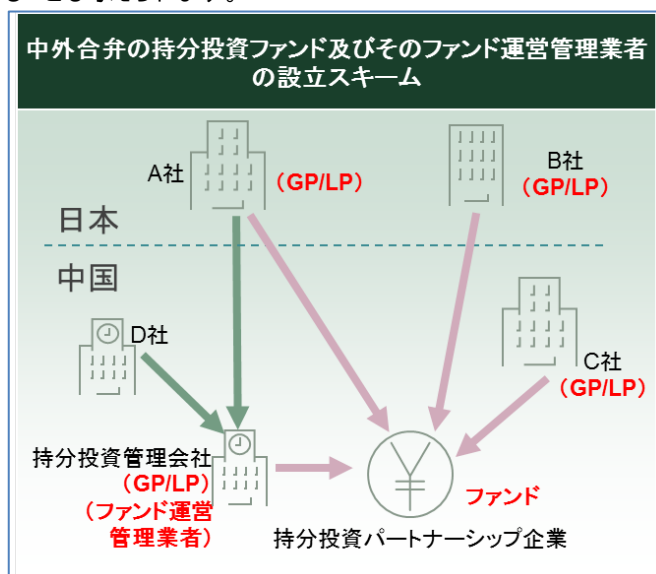 中外合弁の持分投資ファンド及びそのファンド運営管理業者
の設立スキーム
A社
(GP/LP)
B社
(GP/LP)
日本
中国
D社
C社
(GP/LP)
持分投資管理会社
(GP/LP)
(ファンド運営
管理業者)
ファンド
持分投資パートナーシップ企業